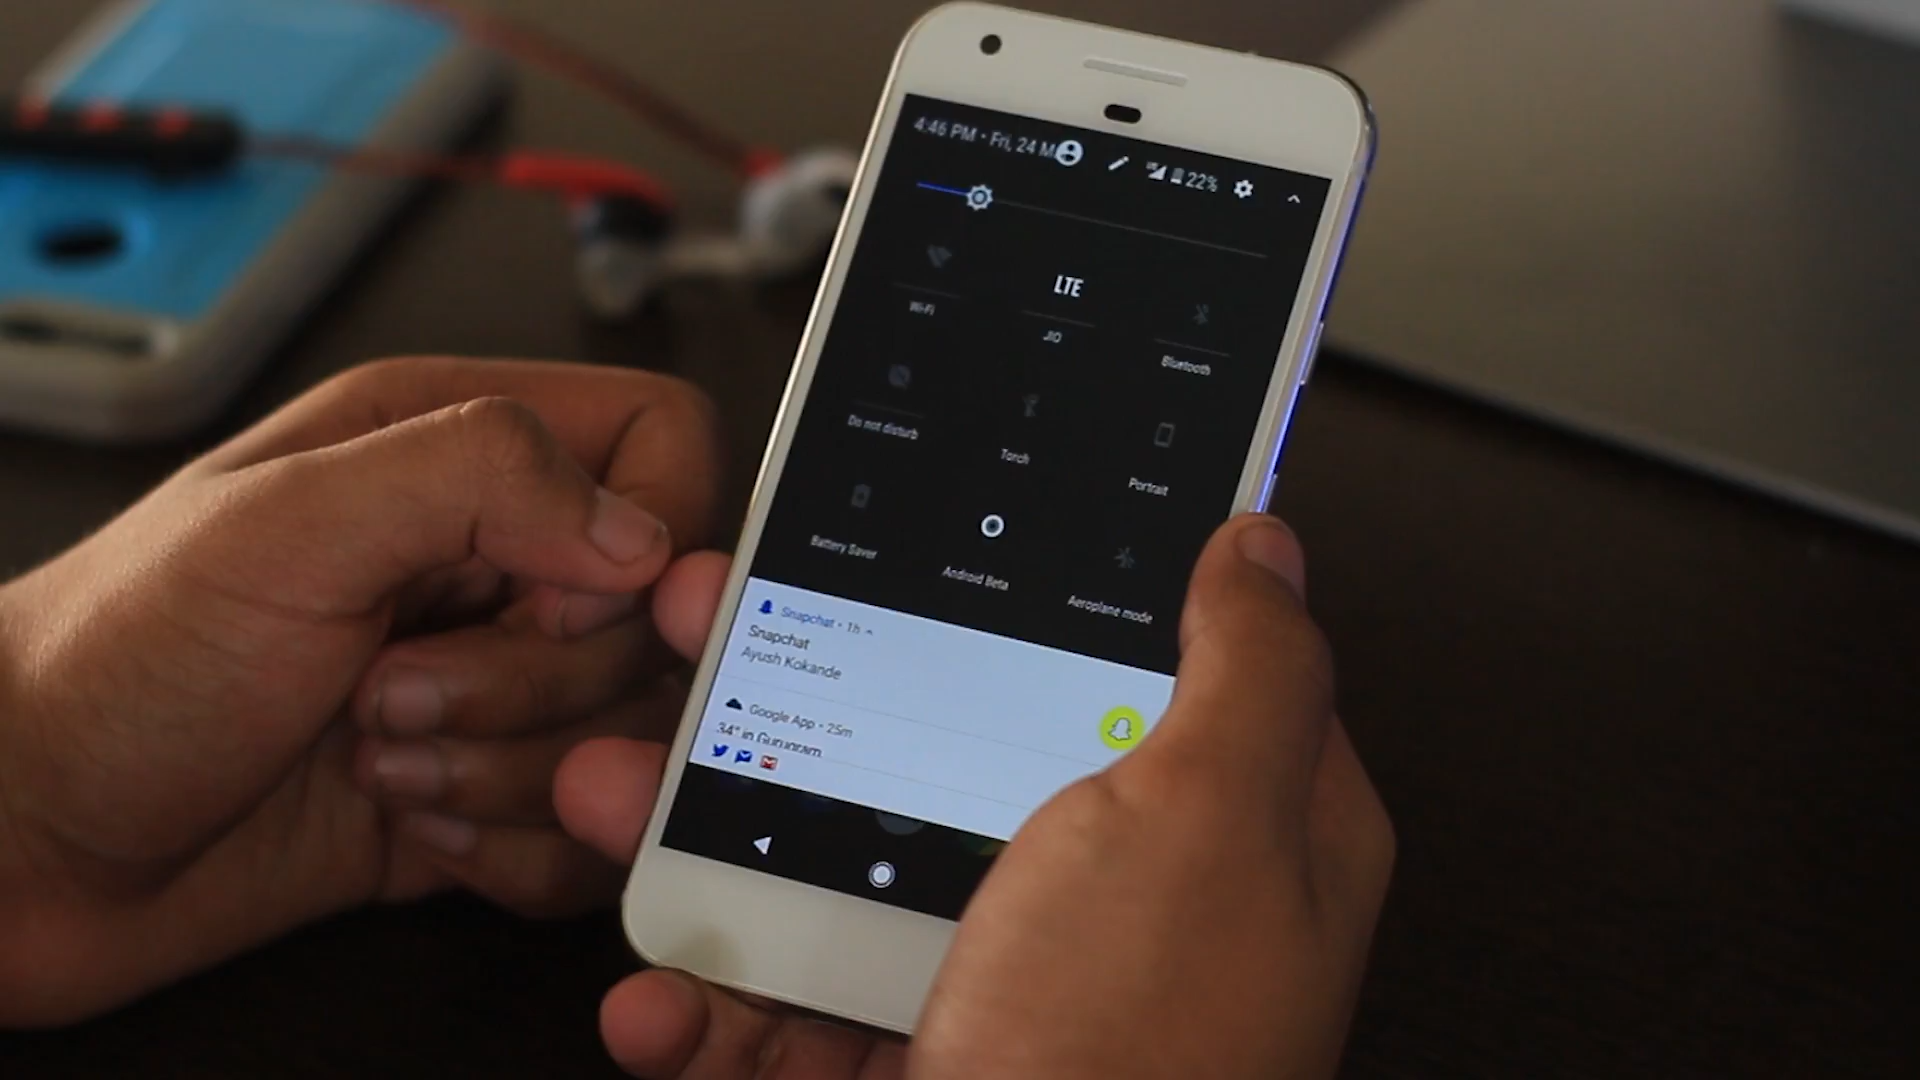 4:46 PM • Fri, 24 M
22%
Wi-Fi
LTE
JIO
Bluetooth
Do not disturb
Torch
Portrait
Battery Saver
Android Beta
Aeroplane mode
Snapchat • 1h
Snapchat
Ayush Kokande
Google App • 25m
34° in Gurugram